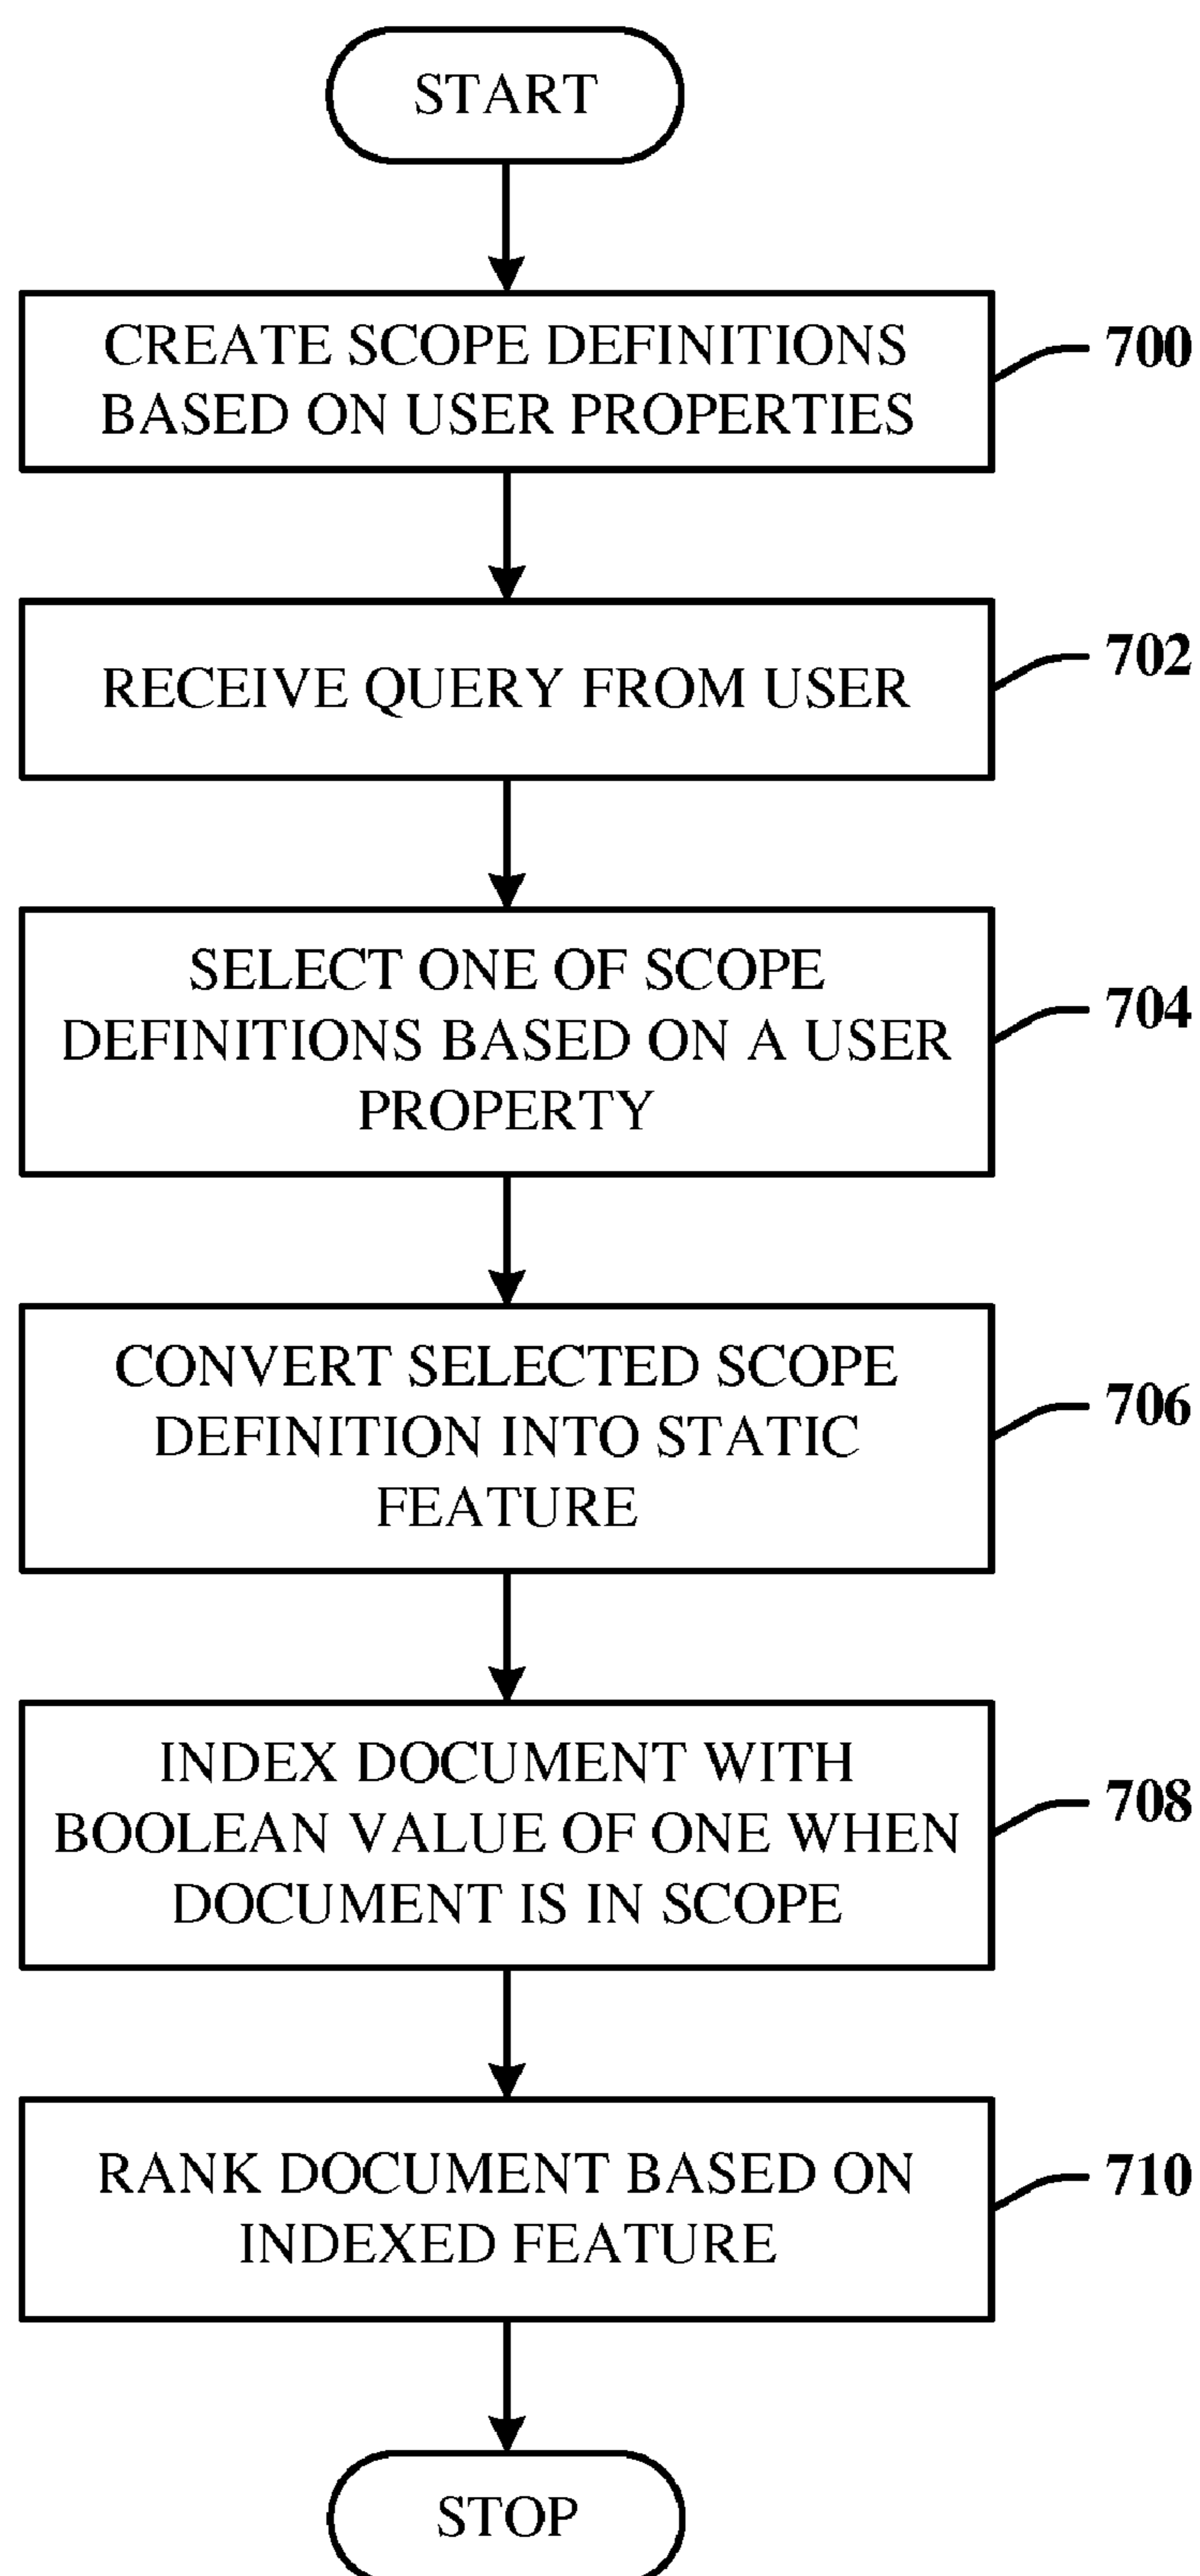 START
CREATE SCOPE DEFINITIONS
BASED ON USER PROPERTIES
700
RECEIVE QUERY FROM USER
702
SELECT ONE OF SCOPE
DEFINITIONS BASED ON A USER
PROPERTY
704
CONVERT SELECTED SCOPE
DEFINITION INTO STATIC
FEATURE
706
INDEX DOCUMENT WITH
BOOLEAN VALUE OF ONE WHEN
DOCUMENT IS IN SCOPE
708
RANK DOCUMENT BASED ON
INDEXED FEATURE
710
STOP